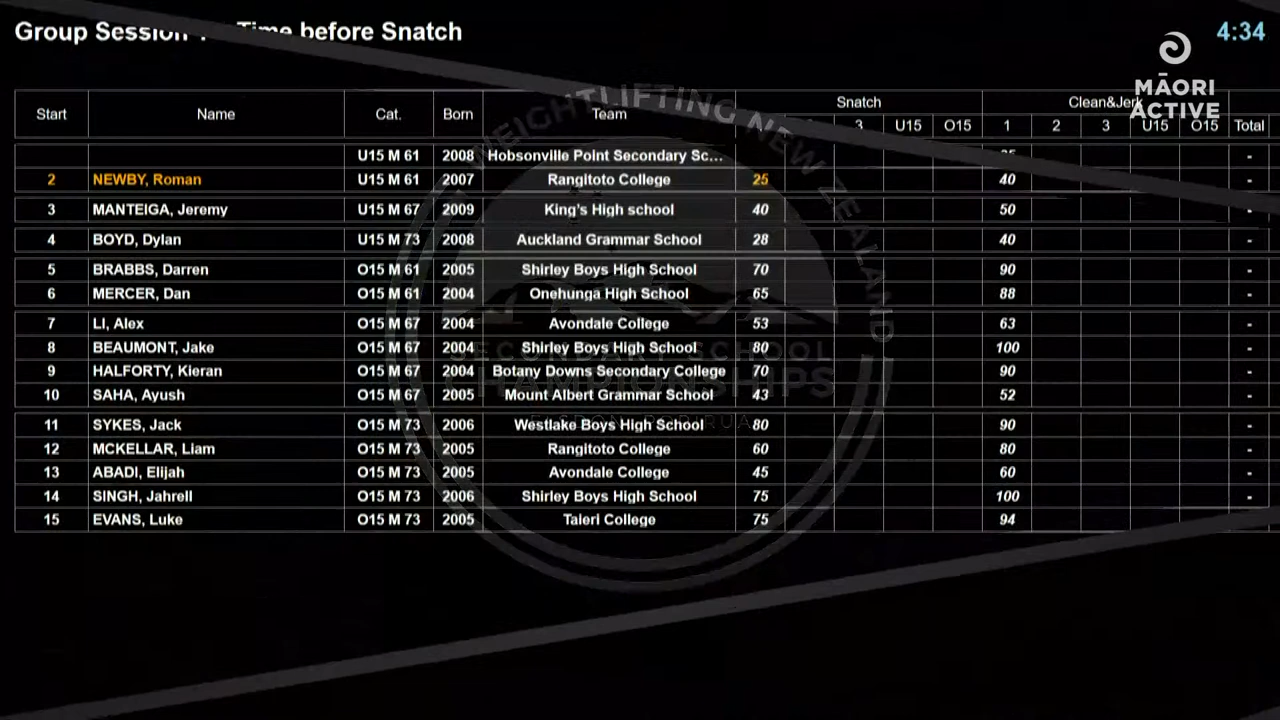 Group Session Time before Snatch
4:34
MĀORI
ACTIVE
Start Name Cat. Born Team Snatch Clean&Jerk
3 U15 O15 1 2 3 U15 O15 Total
U15 M 61 2008 Hobsonville Point Secondary Sc... -
2 NEWBY, Roman U15 M 61 2007 Rangitoto College 25 40 -
3 MANTEIGA, Jeremy U15 M 67 2009 King's High school 40 50 -
4 BOYD, Dylan U15 M 73 2008 Auckland Grammar School 28 40 -
5 BRABBS, Darren O15 M 61 2005 Shirley Boys High School 70 90 -
6 MERCER, Dan O15 M 61 2004 Onehunga High School 65 88 -
7 LI, Alex O15 M 67 2004 Avondale College 53 63 -
8 BEAUMONT, Jake O15 M 67 2004 Shirley Boys High School 80 100 -
9 HALFORTY, Kieran O15 M 67 2004 Botany Downs Secondary College 70 90 -
10 SAHA, Ayush O15 M 67 2005 Mount Albert Grammar School 43 52 -
11 SYKES, Jack O15 M 73 2006 Westlake Boys High School 80 90 -
12 MCKELLAR, Liam O15 M 73 2005 Rangitoto College 60 80 -
13 ABADI, Elijah O15 M 73 2005 Avondale College 45 60 -
14 SINGH, Jahrell O15 M 73 2006 Shirley Boys High School 75 100 -
15 EVANS, Luke O15 M 73 2005 Taieri College 75 94 -
WEIGHTLIFTING NEW ZEALAND
SECONDARY SCHOOL
CHAMPIONSHIPS